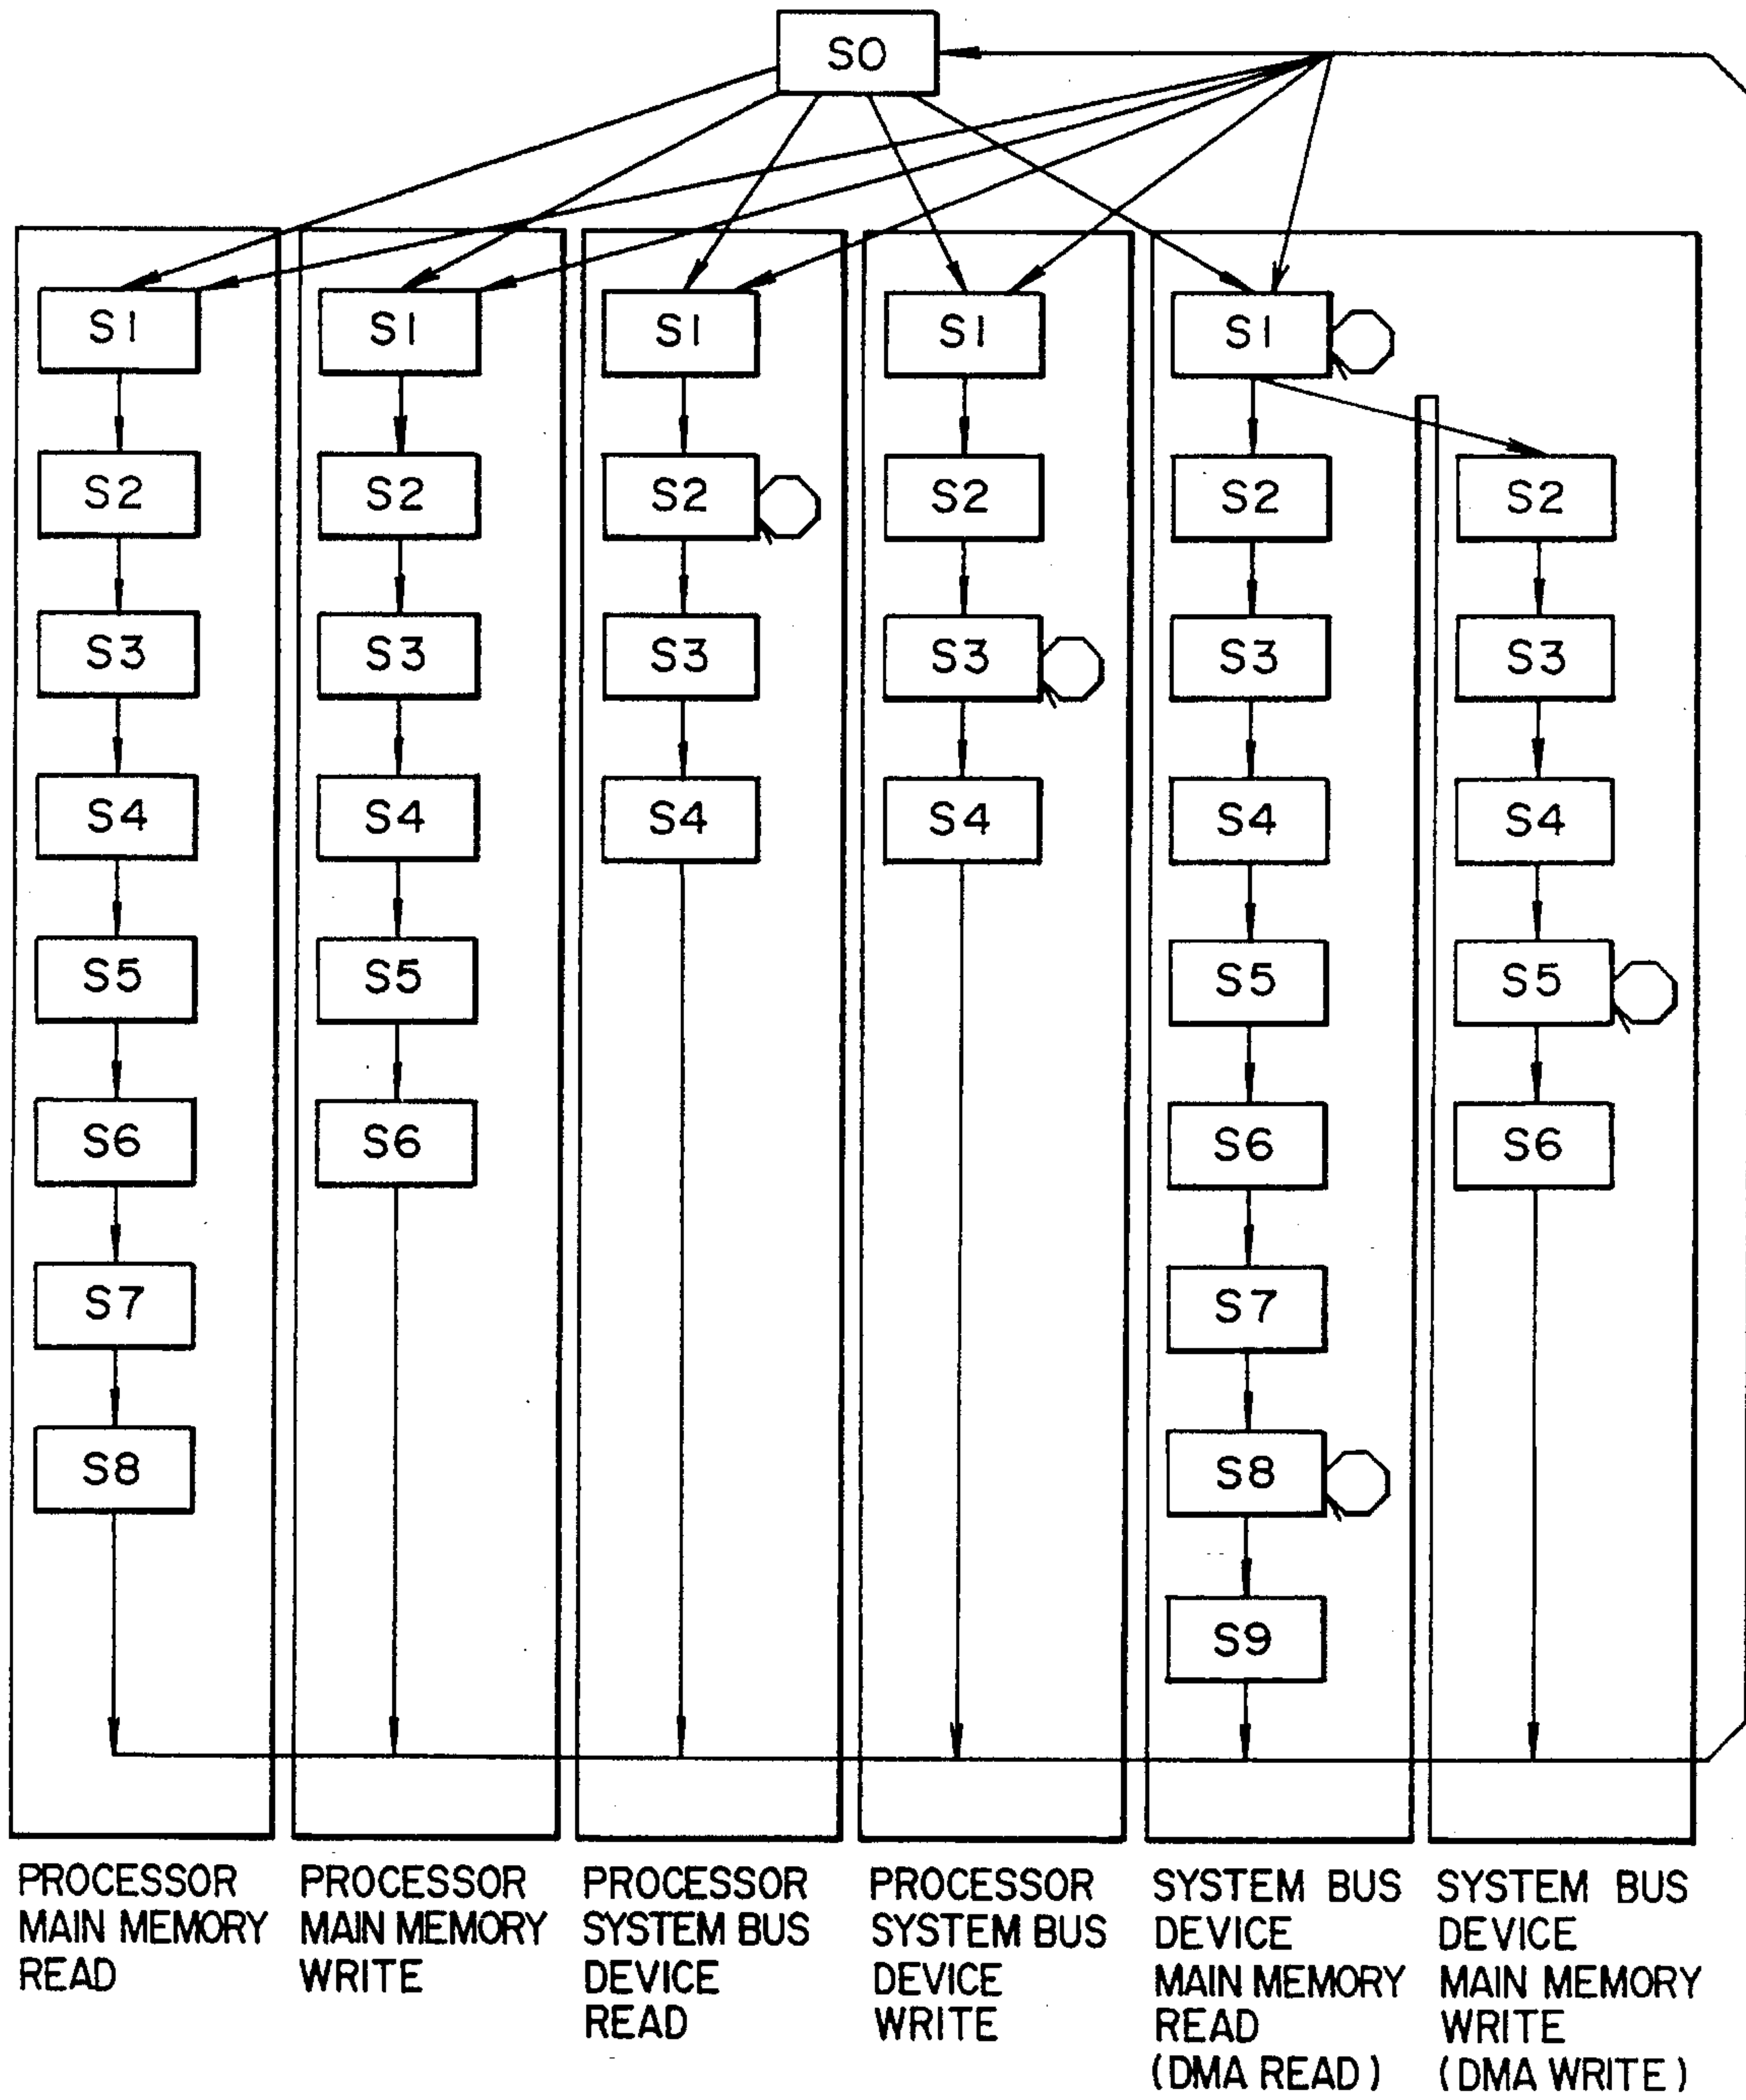 S0
S1 S1 S1 S1 S1
S2 S2 S2 S2 S2 S2
S3 S3 S3 S3 S3 S3
S4 S4 S4 S4 S4 S4
S5 S5 S5 S5
S6 S6 S6 S6
S7 S7
S8 S8
S9
PROCESSOR
MAIN MEMORY
READ
PROCESSOR
MAIN MEMORY
WRITE
PROCESSOR
SYSTEM BUS
DEVICE
READ
PROCESSOR
SYSTEM BUS
DEVICE
WRITE
SYSTEM BUS
DEVICE
MAIN MEMORY
READ
(DMA READ)
SYSTEM BUS
DEVICE
MAIN MEMORY
WRITE
(DMA WRITE)